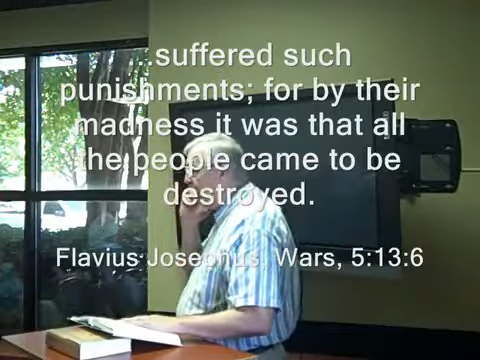 ...suffered such
punishments; for by their
madness it was that all
the people came to be
destroyed.
Flavius Josephus, Wars, 5:13:6